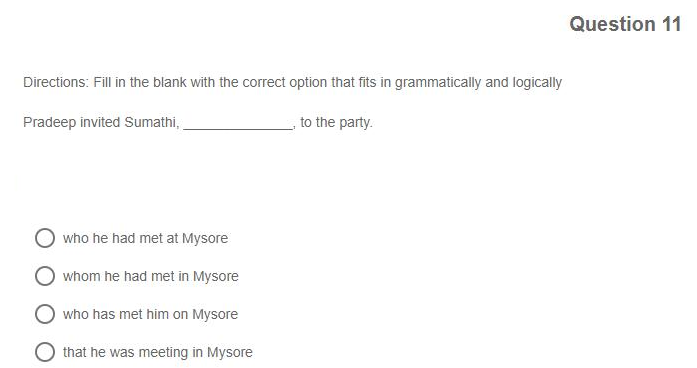 Question 11
Directions: Fill in the blank with the correct option that fits in grammatically and logically
Pradeep invited Sumathi, ______________, to the party.
who he had met at Mysore
whom he had met in Mysore
who has met him on Mysore
that he was meeting in Mysore